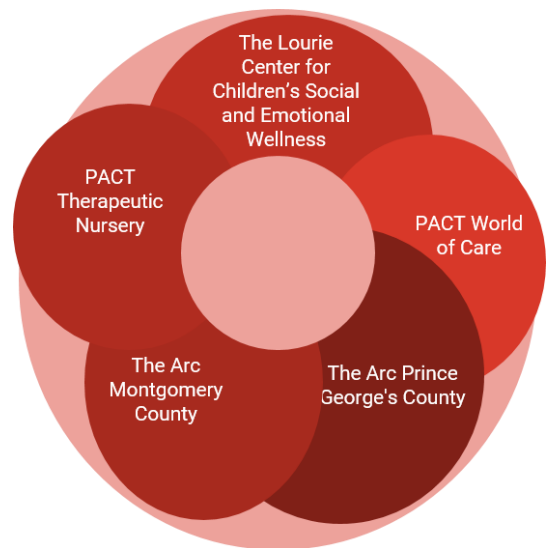 The Lourie
Center for
Children’s Social
and Emotional
Wellness
PACT
Therapeutic
Nursery
PACT World
of Care
The Arc
Montgomery
County
The Arc Prince
George's County